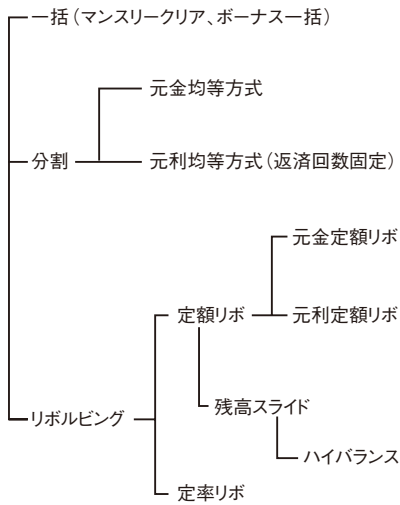 一括（マンスリークリア、ボーナス一括）
元金均等方式
分割
元利均等方式（返済回数固定）
元金定額リボ
定額リボ
元利定額リボ
残高スライド
リボルビング
ハイバランス
定率リボ